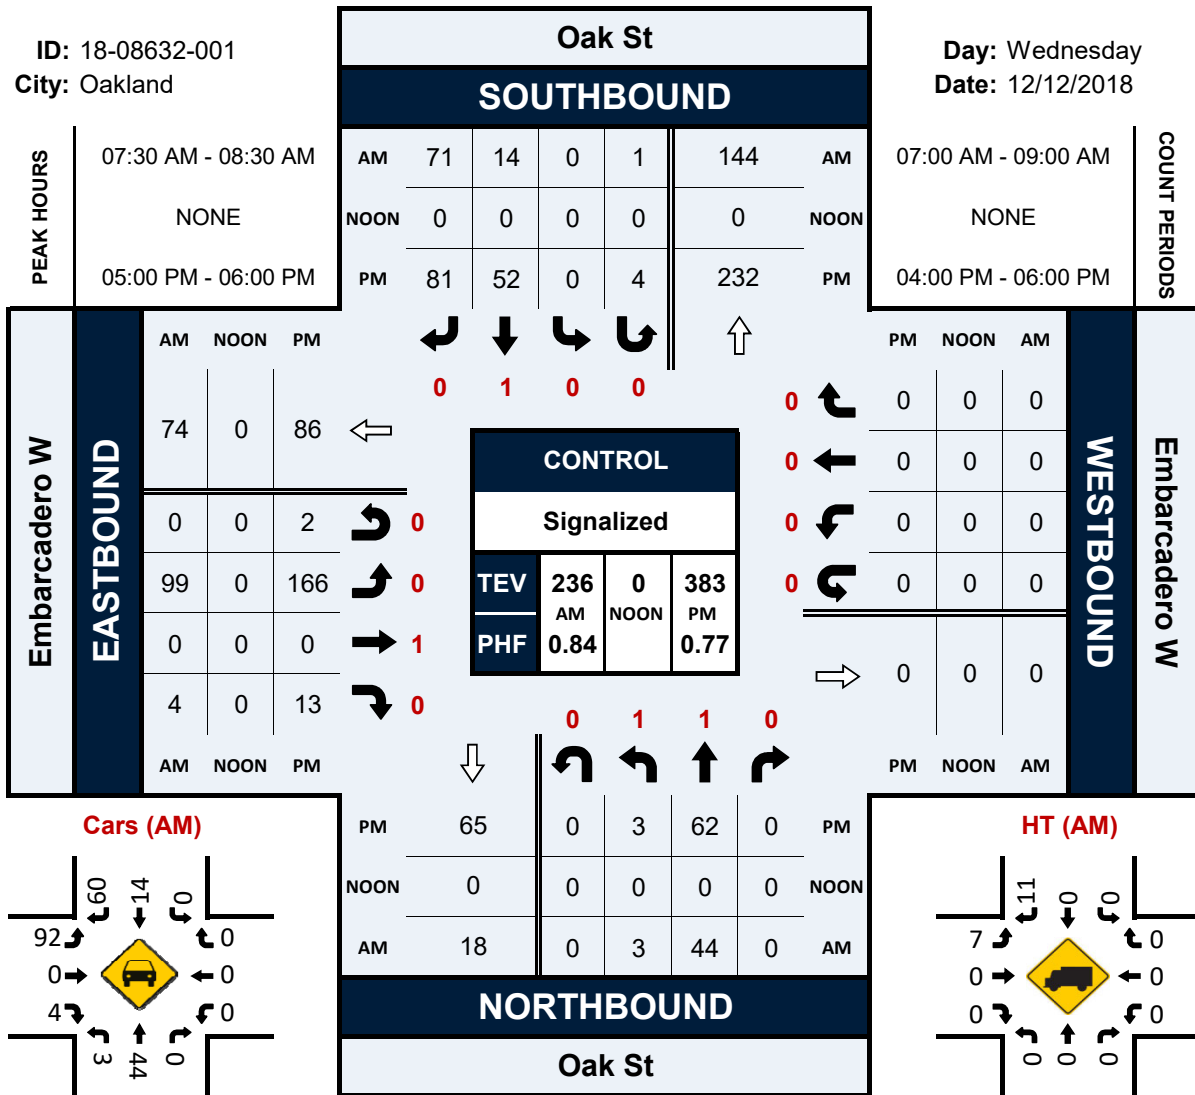 Oak St
ID: 18-08632-001
Day: Wednesday
City: Oakland
Date: 12/12/2018
SOUTHBOUND
PEAK HOURS
07:30 AM - 08:30 AM
NONE
05:00 PM - 06:00 PM
AM 71 14 0 1 144 AM
NOON 0 0 0 0 0 NOON
PM 81 52 0 4 232 PM
07:00 AM - 09:00 AM
NONE
04:00 PM - 06:00 PM
COUNT PERIODS
0 1 0 0
Embarcadero W
EASTBOUND
AM NOON PM
74 0 86
0 0 2 0
99 0 166 0
0 0 0 1
4 0 13 0
AM NOON PM
CONTROL
Signalized
TEV 236 0 383
AM NOON PM
PHF 0.84 0.77
PM NOON AM
0 0 0 0
0 0 0 0
0 0 0 0
0 0 0 0
0 0 0
PM NOON AM
WESTBOUND
Embarcadero W
0 1 1 0
PM 65 0 3 62 0 PM
NOON 0 0 0 0 0 NOON
AM 18 0 3 44 0 AM
NORTHBOUND
Oak St
Cars (AM)
60 14 0
92 0
0 0
4 0
3 44 0
HT (AM)
11 0 0
7 0
0 0
0 0
0 0 0